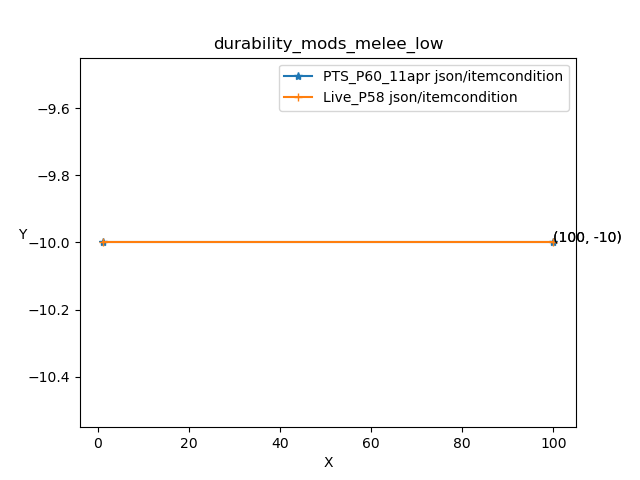 durability_mods_melee_low
PTS_P60_11apr json/itemcondition
Live_P58 json/itemcondition
−9.6
−9.8
−10.0
−10.2
−10.4
Y
(100, -10)
0
20
40
60
80
100
X